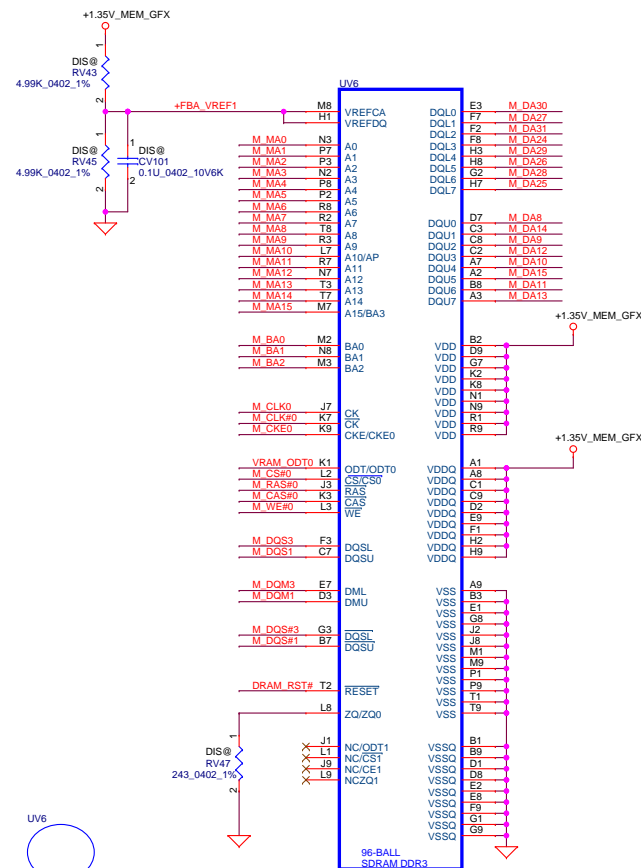 +1.35V_MEM_GFX
1
DIS@
RV43
4.99K_0402_1%
2
+FBA_VREF1
DIS@
RV45
4.99K_0402_1%
1
2
1
DIS@
CV101
0.1U_0402_10V6K
2
UV6
M8 VREFCA
H1 VREFDQ
M_MA0 N3 A0
M_MA1 P7 A1
M_MA2 P3 A2
M_MA3 N2 A3
M_MA4 P8 A4
M_MA5 P2 A5
M_MA6 R8 A6
M_MA7 R2 A7
M_MA8 T8 A8
M_MA9 R3 A9
M_MA10 L7 A10/AP
M_MA11 R7 A11
M_MA12 N7 A12
M_MA13 T3 A13
M_MA14 T7 A14
M_MA15 M7 A15/BA3
M_BA0 M2 BA0
M_BA1 N8 BA1
M_BA2 M3 BA2
M_CLK0 J7 CK
M_CLK#0 K7 CK
M_CKE0 K9 CKE/CKE0
VRAM_ODT0 K1 ODT/ODT0
M_CS#0 L2 CS/CS0
M_RAS#0 J3 RAS
M_CAS#0 K3 CAS
M_WE#0 L3 WE
M_DQS3 F3 DQSL
M_DQS1 C7 DQSU
M_DQM3 E7 DML
M_DQM1 D3 DMU
M_DQS#3 G3 DQSL
M_DQS#1 B7 DQSU
DRAM_RST# T2 RESET
L8 ZQ/ZQ0
1
DIS@
RV47
243_0402_1%
2
J1 NC/ODT1
L1 NC/CS1
J9 NC/CE1
L9 NCZQ1
DQL0 E3 M_DA30
DQL1 F7 M_DA27
DQL2 F2 M_DA31
DQL3 F8 M_DA24
DQL4 H3 M_DA29
DQL5 H8 M_DA26
DQL6 G2 M_DA28
DQL7 H7 M_DA25
DQU0 D7 M_DA8
DQU1 C3 M_DA14
DQU2 C8 M_DA9
DQU3 C2 M_DA12
DQU4 A7 M_DA10
DQU5 A2 M_DA15
DQU6 B8 M_DA11
DQU7 A3 M_DA13
+1.35V_MEM_GFX
VDD B2
VDD D9
VDD G7
VDD K2
VDD K8
VDD N1
VDD N9
VDD R1
VDD R9
+1.35V_MEM_GFX
VDDQ A1
VDDQ A8
VDDQ C1
VDDQ C9
VDDQ D2
VDDQ E9
VDDQ F1
VDDQ H2
VDDQ H9
VSS A9
VSS B3
VSS E1
VSS G8
VSS J2
VSS J8
VSS M1
VSS M9
VSS P1
VSS P9
VSS T1
VSS T9
VSSQ B1
VSSQ B9
VSSQ D1
VSSQ D8
VSSQ E2
VSSQ E8
VSSQ F9
VSSQ G1
VSSQ G9
96-BALL
SDRAM DDR3
UV6